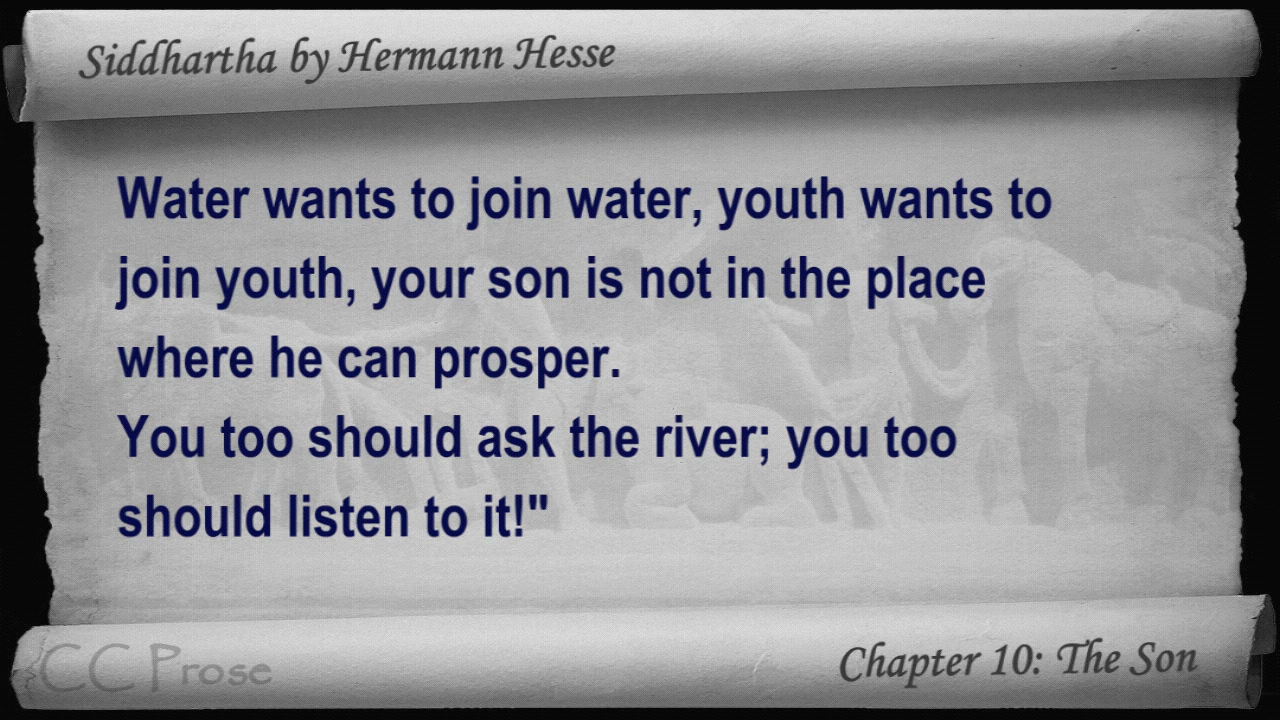 Siddhartha by Hermann Hesse
Water wants to join water, youth wants to
join youth, your son is not in the place
where he can prosper.
You too should ask the river; you too
should listen to it!"
CC Prose
Chapter 10: The Son